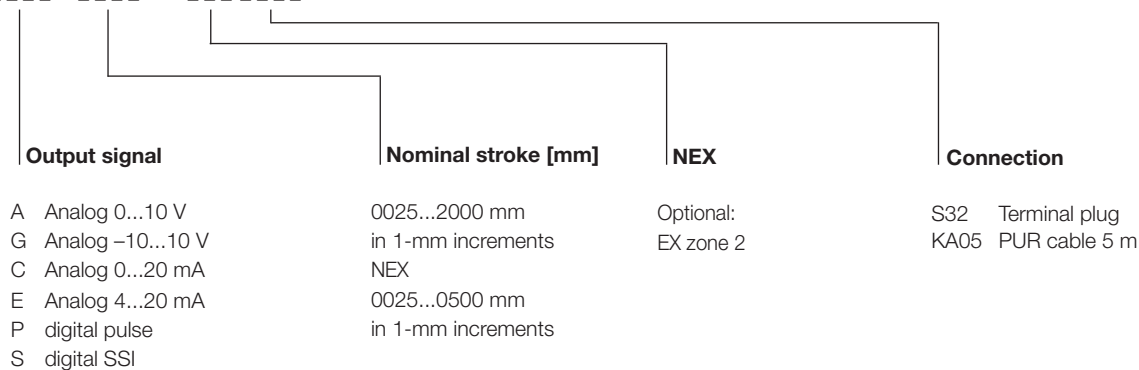 Output signal
Nominal stroke [mm]
NEX
Connection
A Analog 0...10 V
G Analog –10...10 V
C Analog 0...20 mA
E Analog 4...20 mA
P digital pulse
S digital SSI
0025...2000 mm
in 1-mm increments
NEX
0025...0500 mm
in 1-mm increments
Optional:
EX zone 2
S32 Terminal plug
KA05 PUR cable 5 m